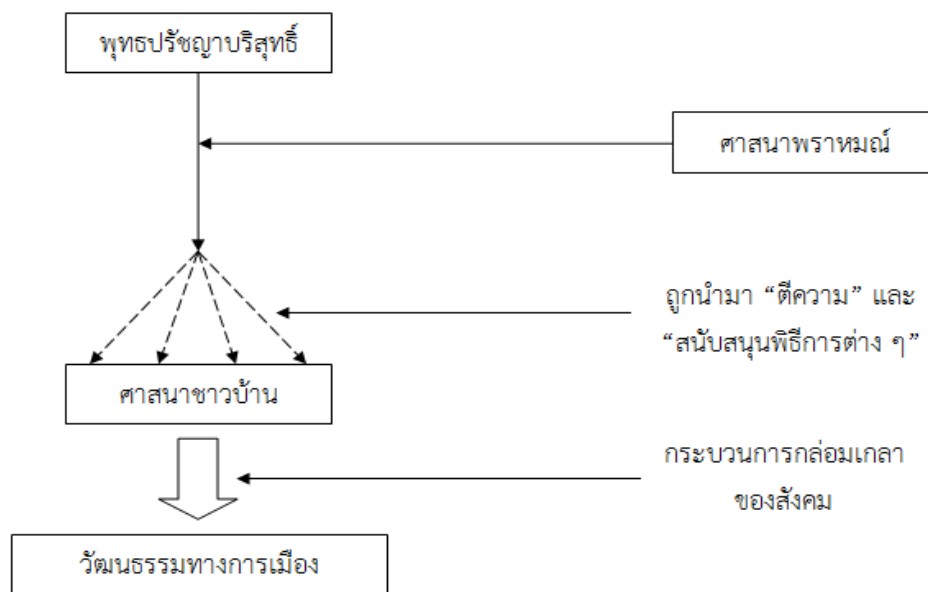 พุทธปรัชญาบริสุทธิ์
ศาสนาพราหมณ์
ถูกนำมา “ตีความ” และ
“สนับสนุนพิธีการต่าง ๆ”
ศาสนาชาวบ้าน
กระบวนการกล่อมเกลา
ของสังคม
วัฒนธรรมทางการเมือง